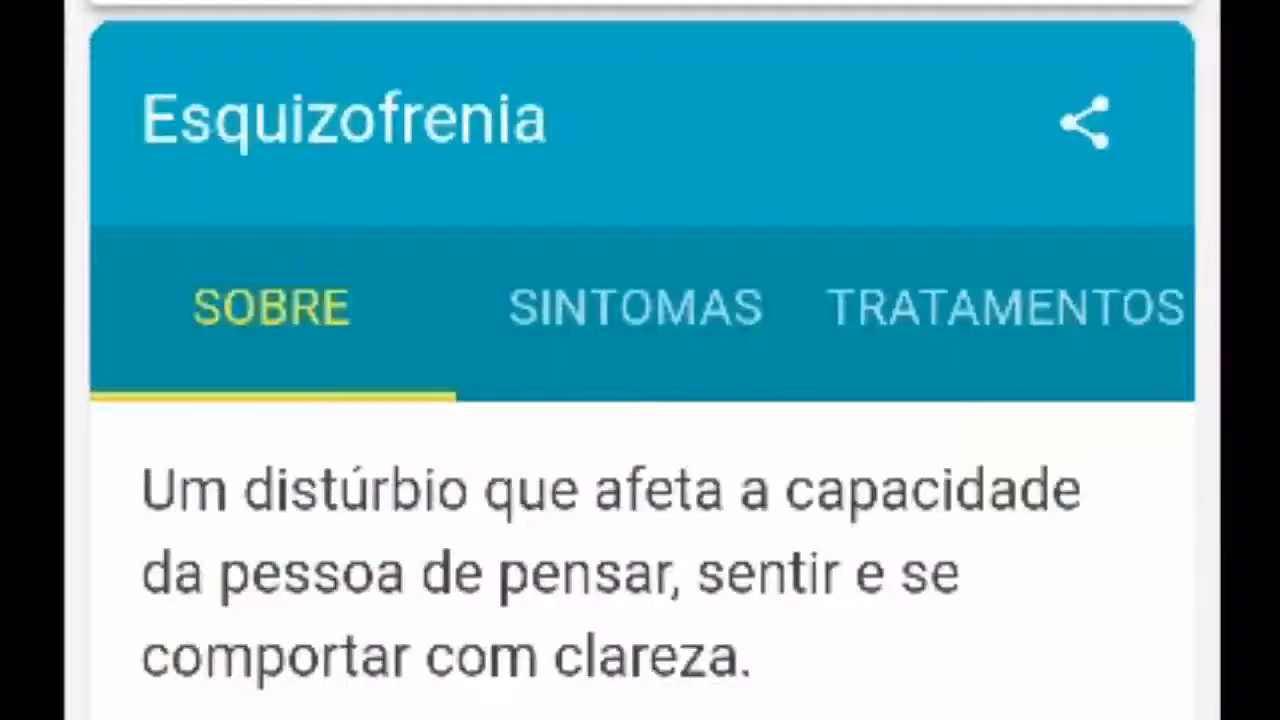 Esquizofrenia
SOBRE SINTOMAS TRATAMENTOS
Um distúrbio que afeta a capacidade
da pessoa de pensar, sentir e se
comportar com clareza.